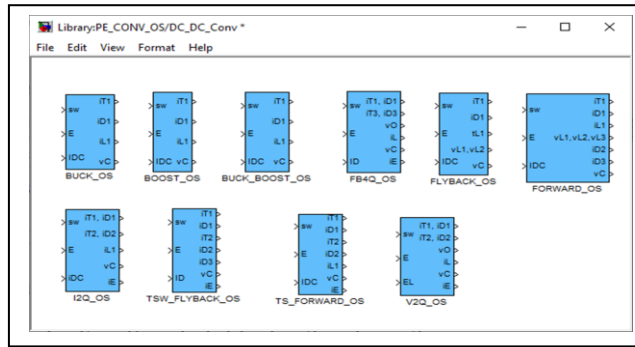 Library:PE_CONV_OS/DC_DC_Conv *
File Edit View Format Help
sw E IDC iT1 iD1 iL1 vC
BUCK_OS
sw E IDC iT1 iD1 iL1 vC
BOOST_OS
sw E IDC iT1 iD1 iL1 vC
BUCK_BOOST_OS
sw E ID iT1, iD1 iT3, iD3 vO iL vC iE
FB4Q_OS
sw E IDC iT1 iD1 tL1 vL1,vL2 vC
FLYBACK_OS
sw E IDC iT1 iD1 iL1 vL1,vL2,vL3 iD2 iD3 vC
FORWARD_OS
sw E IDC iT1, iD1 iT2, iD2 iL1 vC iE
I2Q_OS
sw E ID iT1 iD1 iT2 iD2 iD3 vC iE
TSW_FLYBACK_OS
sw E IDC iT1 iD1 iT2 iD2 iL1 vC iE
TS_FORWARD_OS
sw E EL iT1, iD1 iT2, iD2 vO iL vC iE
V2Q_OS